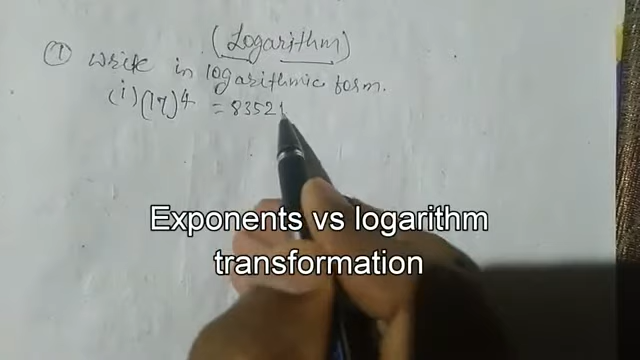 (Logarithm)
① Write in logarithmic form.
(i) (17)⁴ = 83521
Exponents vs logarithm
transformation